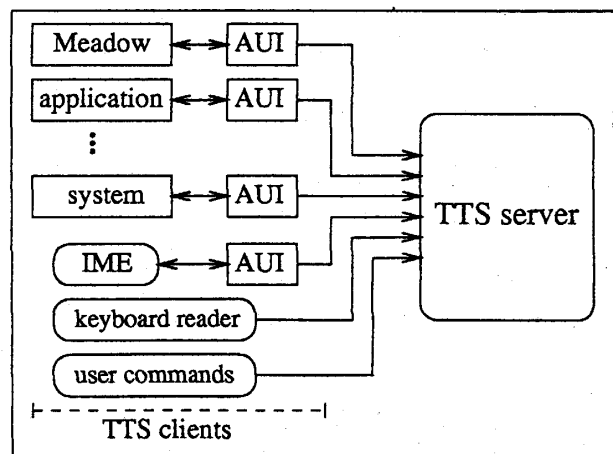 Meadow
AUI
application
AUI
system
AUI
IME
AUI
keyboard reader
user commands
TTS clients
TTS server